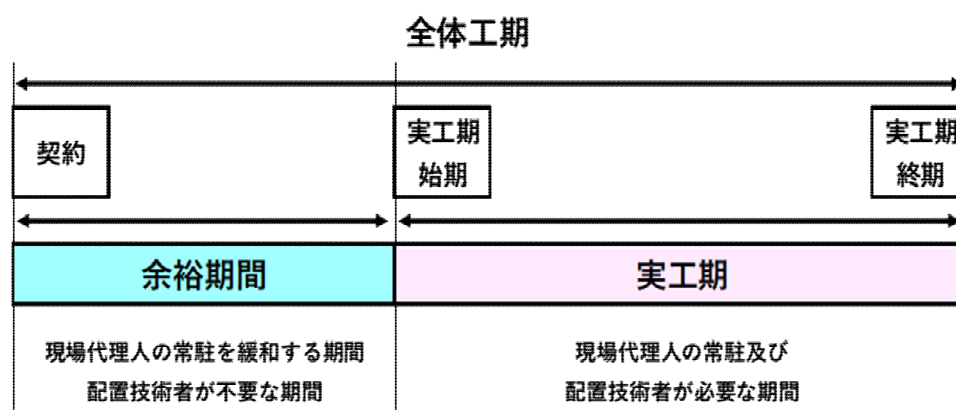 全体工期
契約
実工期
始期
実工期
終期
余裕期間
実工期
現場代理人の常駐を緩和する期間
配置技術者が不要な期間
現場代理人の常駐及び
配置技術者が必要な期間